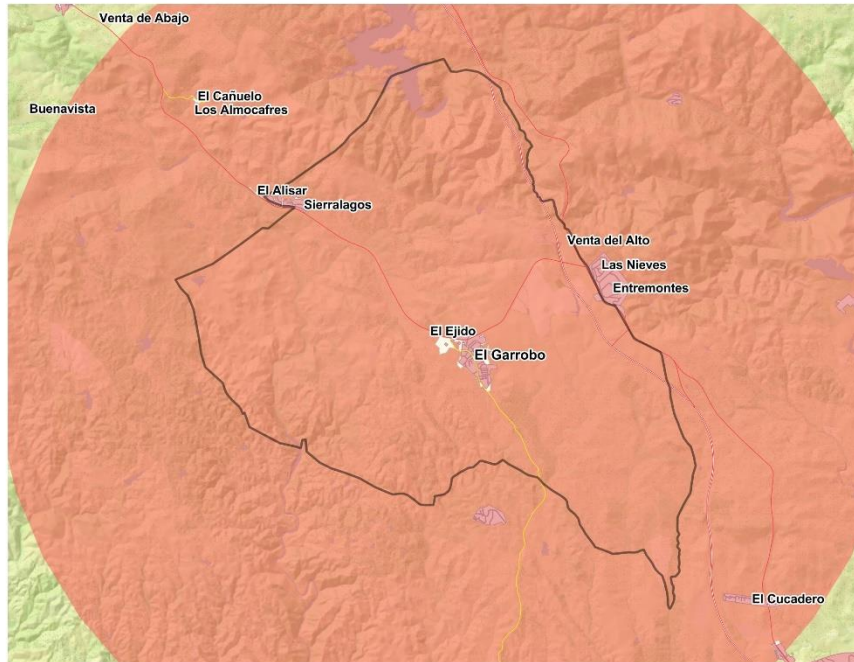 Venta de Abajo
El Cañuelo
Los Almocafres
Buenavista
El Alisar
Sierralagos
Venta del Alto
Las Nieves
Entremontes
El Ejido
El Garrobo
El Cucadero